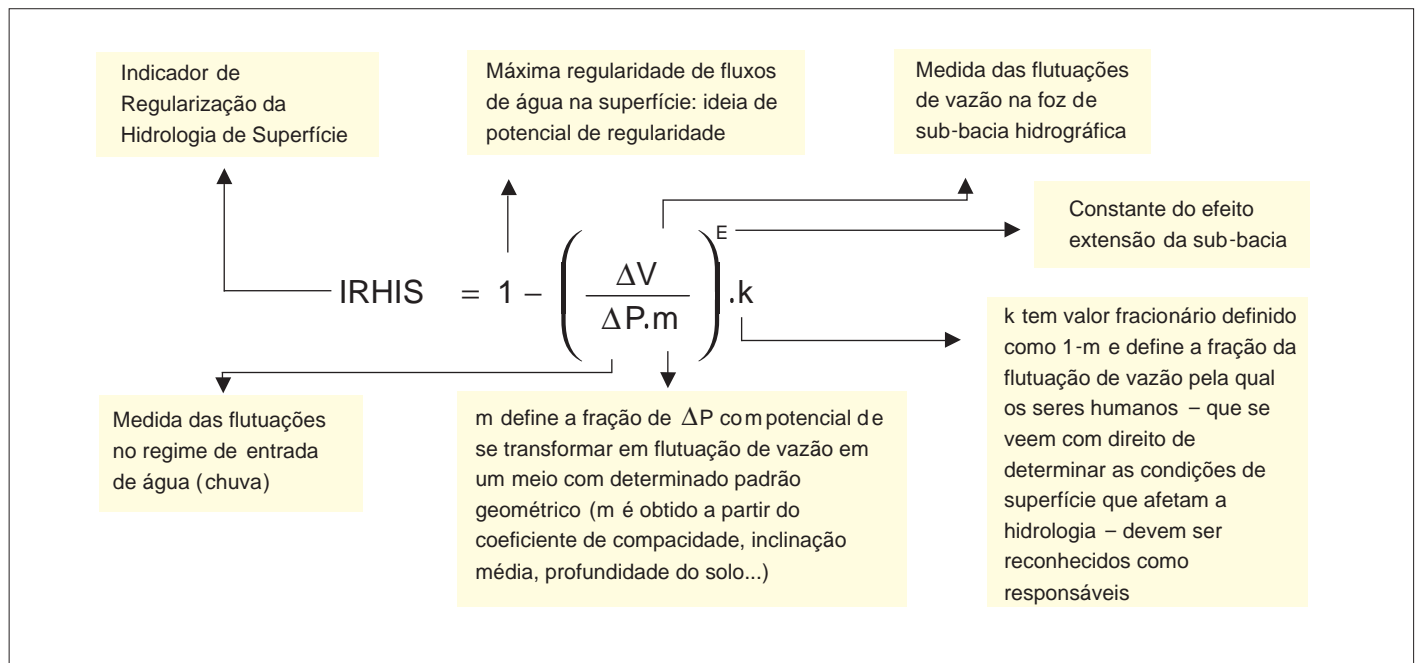 Indicador de
Regularização da
Hidrologia de Superfície
Máxima regularidade de fluxos
de água na superfície: ideia de
potencial de regularidade
Medida das flutuações
de vazão na foz de
sub-bacia hidrográfica
Constante do efeito
extensão da sub-bacia
IRHIS = 1 – (ΔV / ΔP.m)^E .k
Medida das flutuações
no regime de entrada
de água (chuva)
m define a fração de ΔP com potencial de
se transformar em flutuação de vazão em
um meio com determinado padrão
geométrico (m é obtido a partir do
coeficiente de compacidade, inclinação
média, profundidade do solo...)
k tem valor fracionário definido
como 1-m e define a fração da
flutuação de vazão pela qual
os seres humanos – que se
veem com direito de
determinar as condições de
superfície que afetam a
hidrologia – devem ser
reconhecidos como
responsáveis